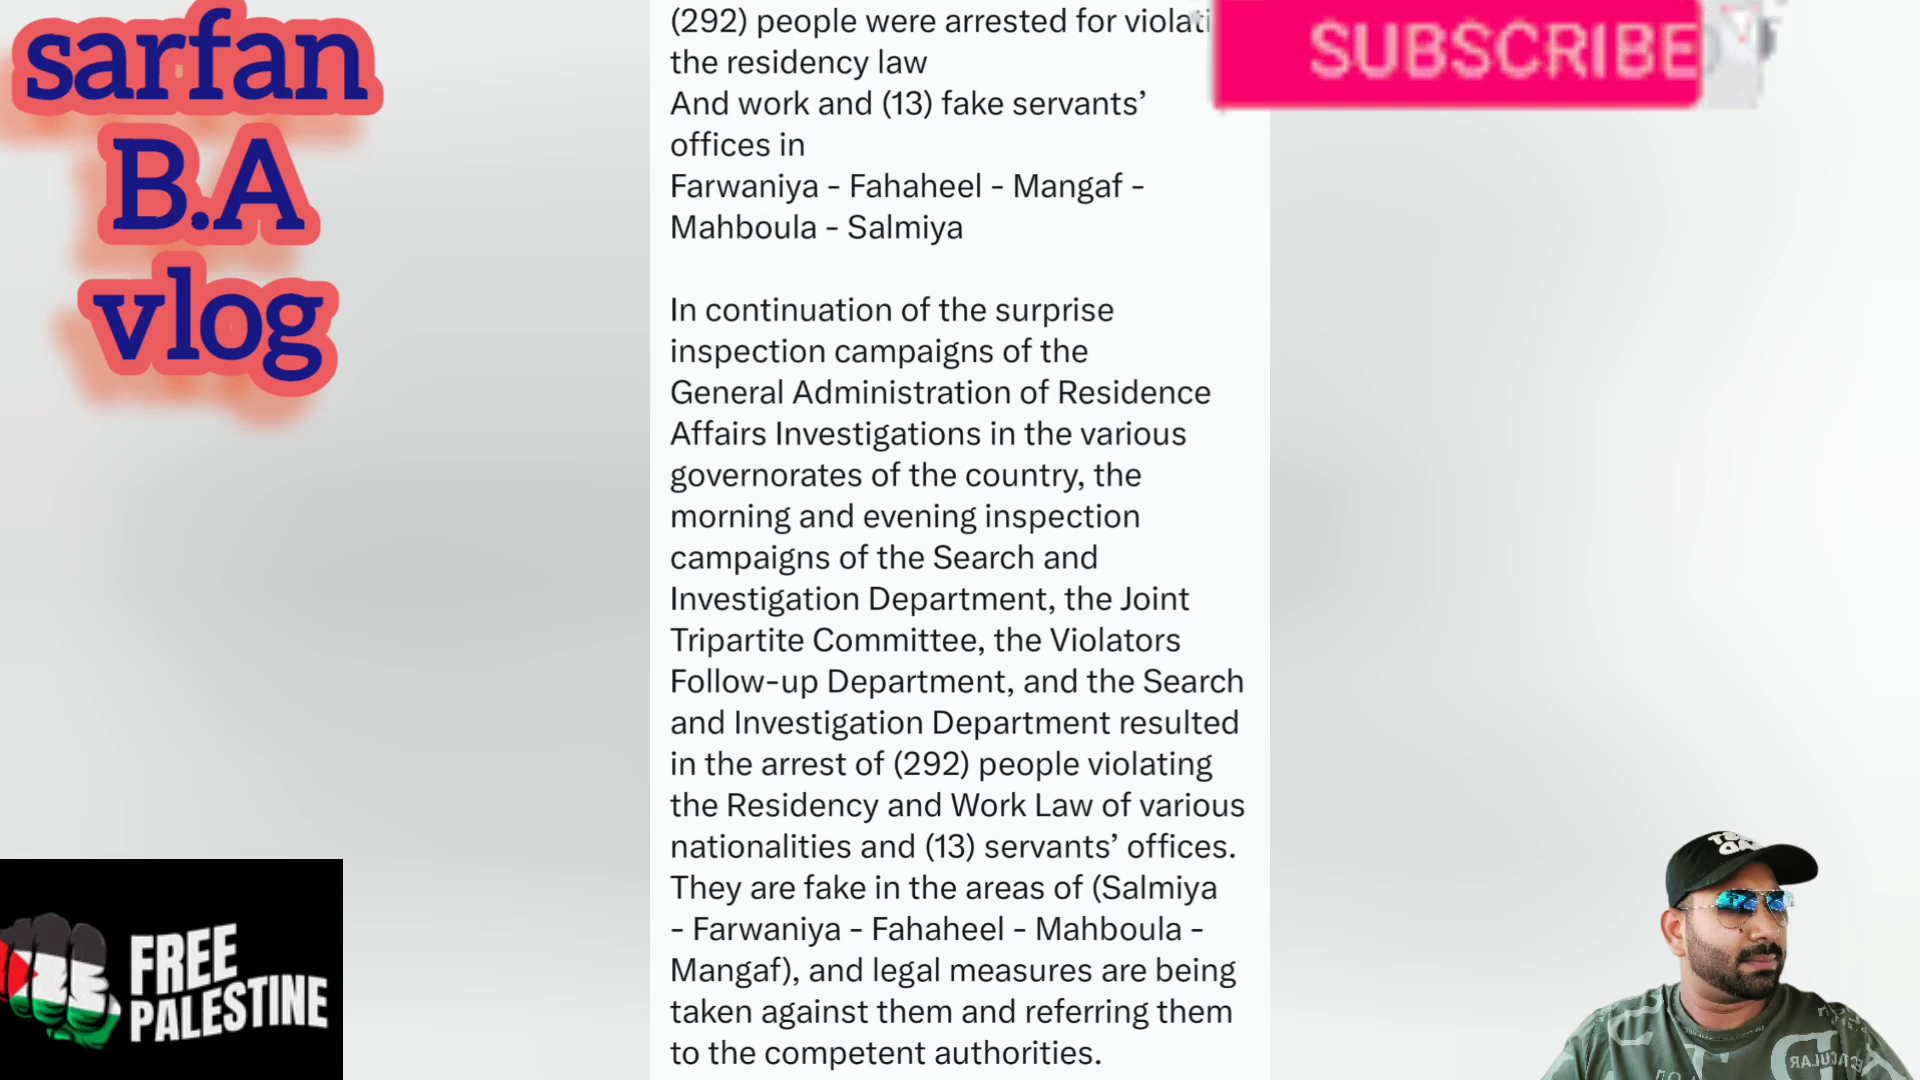 sarfan
B.A
vlog
(292) people were arrested for
the residency law
And work and (13) fake servants’
offices in
Farwaniya - Fahaheel - Mangaf -
Mahboula - Salmiya
In continuation of the surprise
inspection campaigns of the
General Administration of Residence
Affairs Investigations in the various
governorates of the country, the
morning and evening inspection
campaigns of the Search and
Investigation Department, the Joint
Tripartite Committee, the Violators
Follow-up Department, and the Search
and Investigation Department resulted
in the arrest of (292) people violating
the Residency and Work Law of various
nationalities and (13) servants’ offices.
They are fake in the areas of (Salmiya
- Farwaniya - Fahaheel - Mahboula -
Mangaf), and legal measures are being
taken against them and referring them
to the competent authorities.
SUBSCRIBE
FREE
PALESTINE